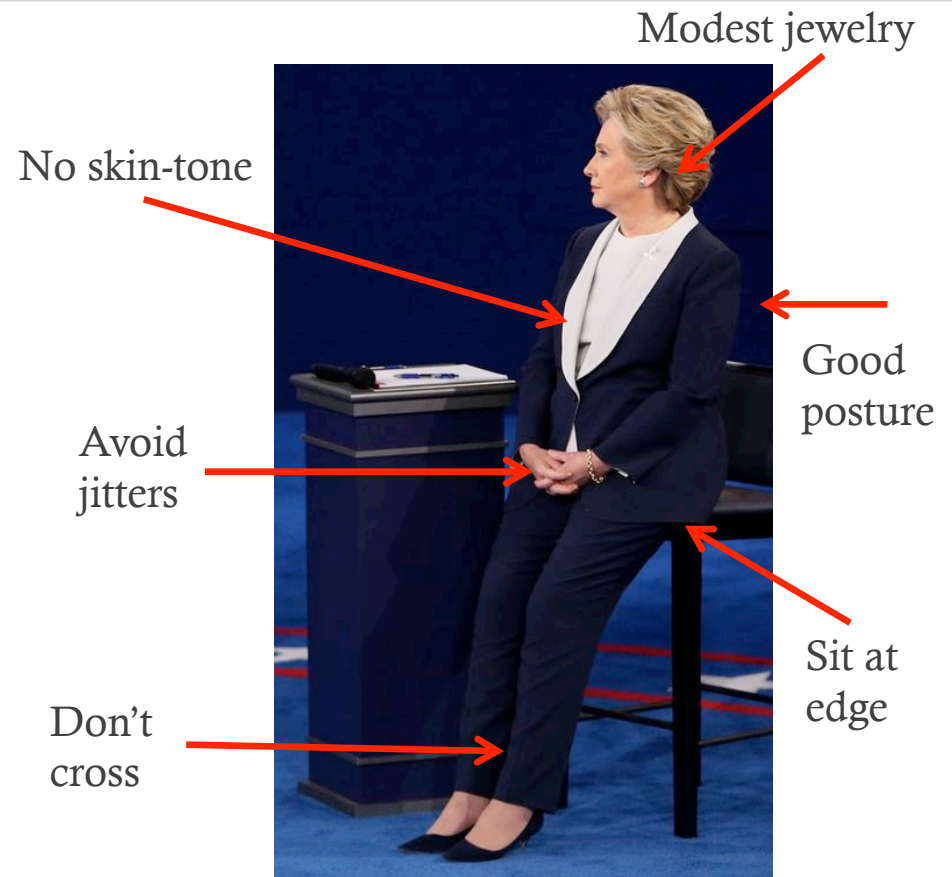 Modest jewelry
No skin-tone
Good
posture
Avoid
jitters
Sit at
edge
Don’t
cross